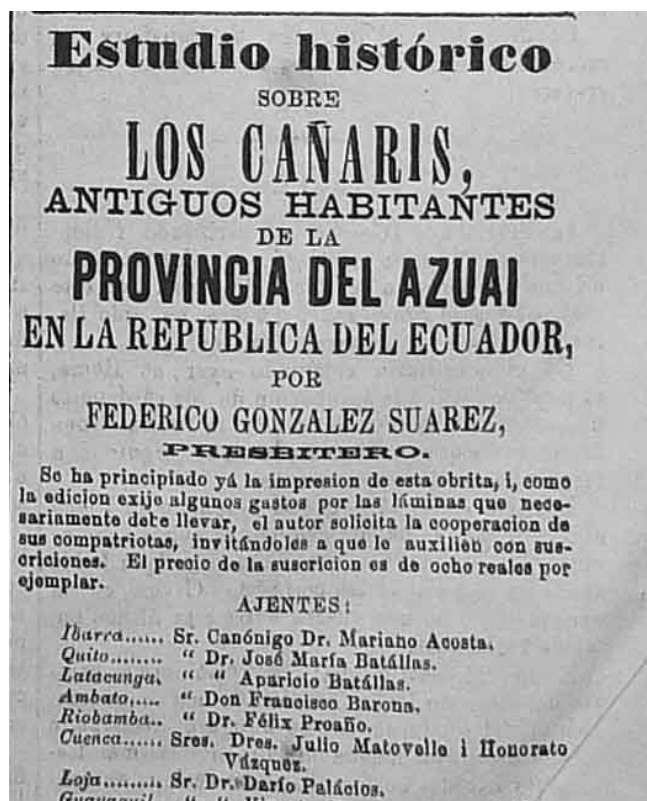 Estudio histórico
SOBRE
LOS CAÑARIS,
ANTIGUOS HABITANTES
DE LA
PROVINCIA DEL AZUAI
EN LA REPUBLICA DEL ECUADOR,
POR
FEDERICO GONZALEZ SUAREZ,
PRESBITERO.
Se ha principiado yá la impresion de esta obrita, i, como
la edicion exije algunos gastos por las láminas que nece-
sariamente debe llevar, el autor solicita la cooperacion de
sus compatriotas, invitándoles a que le auxilien con sus-
criciones. El precio de la suscricion es de ocho reales por
ejemplar.
AJENTES:
Ibarra...... Sr. Canónigo Dr. Mariano Acosta.
Quito........ “ Dr. José María Batállas.
Latacunga. “ “ Aparicio Batállas.
Ambato..... “ Don Francisco Barona.
Riobamba.. “ Dr. Félix Proaño.
Cuenca...... Sres. Dres. Julio Matovelle i Honorato
Vázquez.
Loja......... Sr. Dr. Darío Palácios.